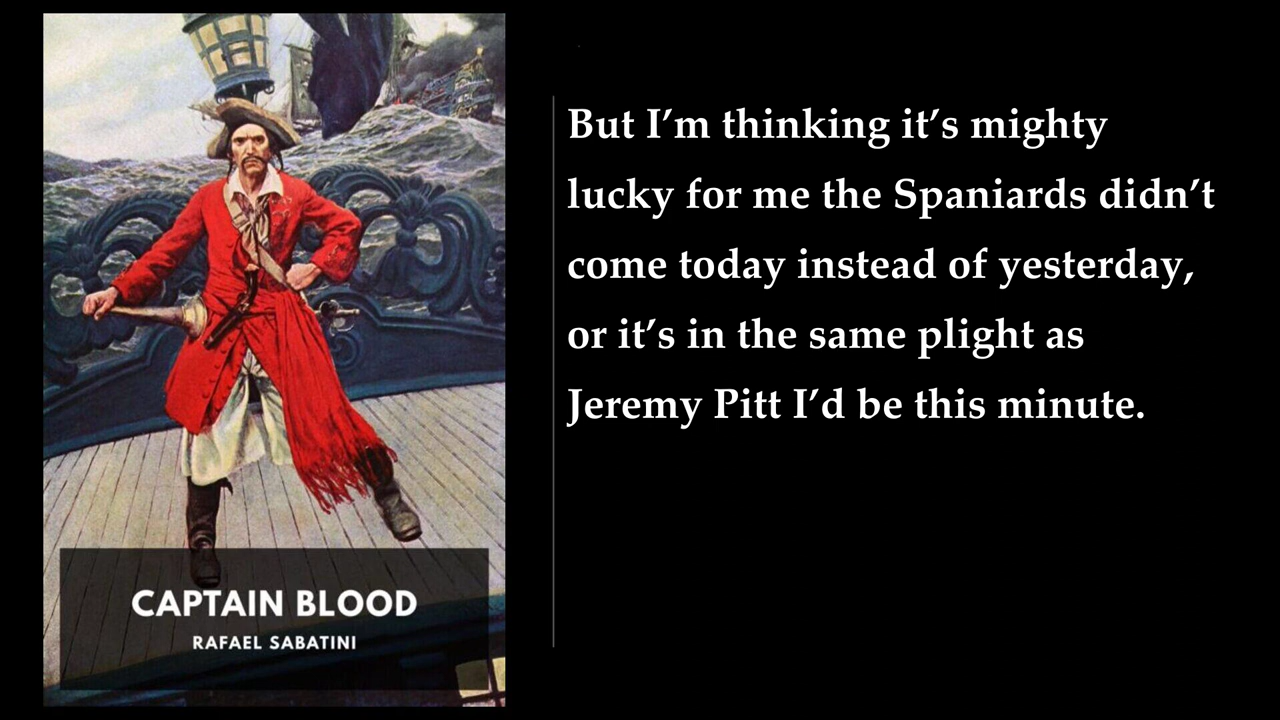 CAPTAIN BLOOD
RAFAEL SABATINI
But I’m thinking it’s mighty
lucky for me the Spaniards didn’t
come today instead of yesterday,
or it’s in the same plight as
Jeremy Pitt I’d be this minute.